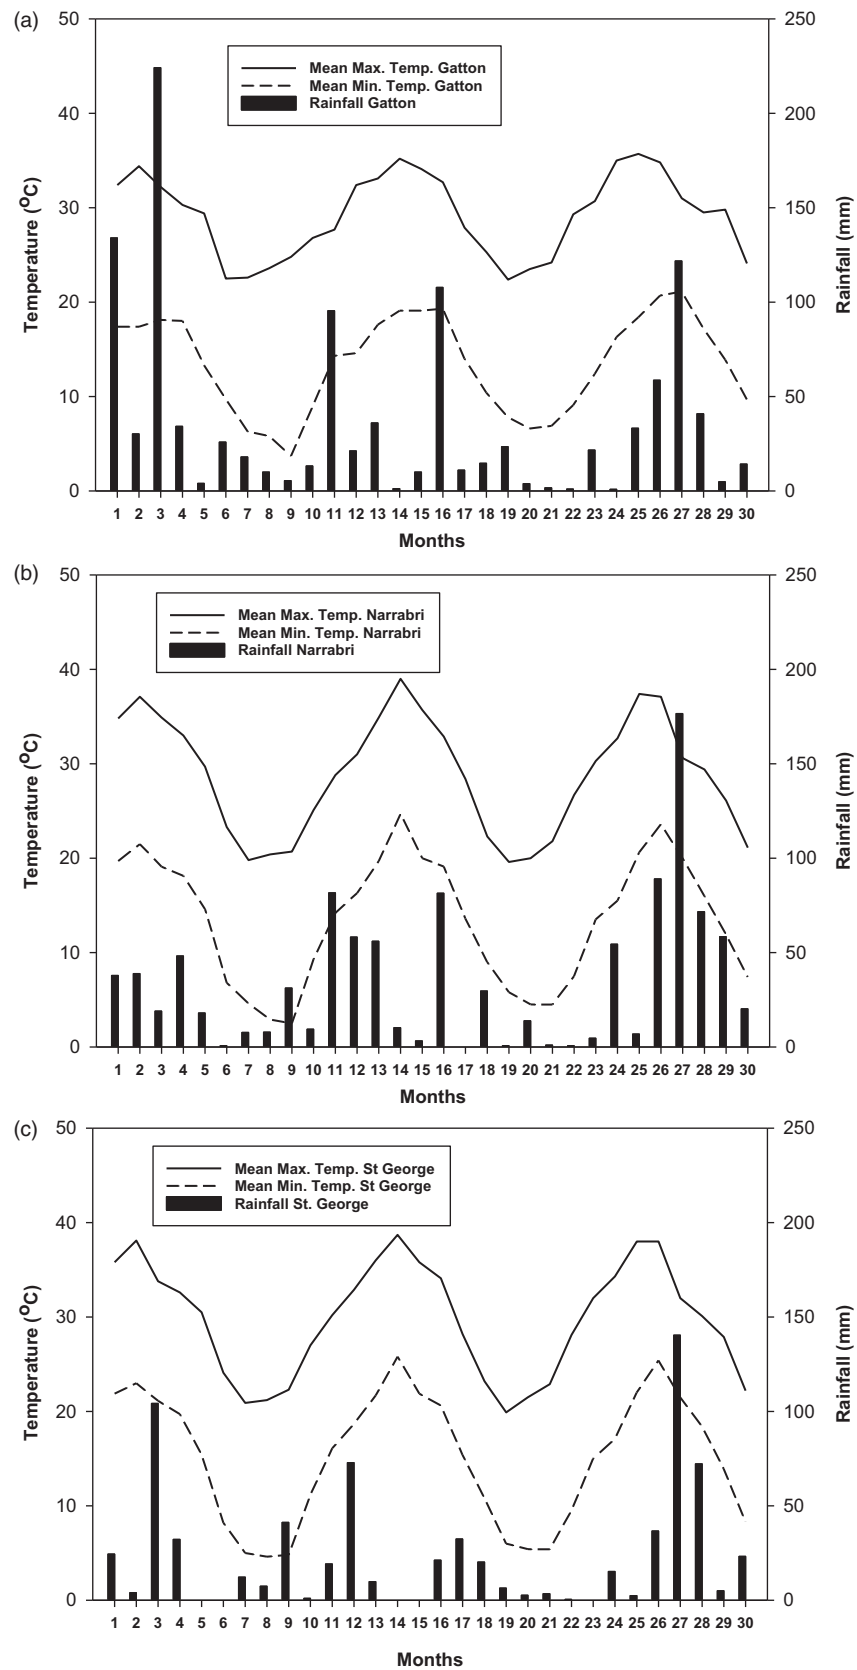 (a)
50 250
Mean Max. Temp. Gatton
Mean Min. Temp. Gatton
Rainfall Gatton
40 200
30 150
20 100
10 50
0 0
Temperature (oC)
Rainfall (mm)
1 2 3 4 5 6 7 8 9 10 11 12 13 14 15 16 17 18 19 20 21 22 23 24 25 26 27 28 29 30
Months
(b)
50 250
Mean Max. Temp. Narrabri
Mean Min. Temp. Narrabri
Rainfall Narrabri
40 200
30 150
20 100
10 50
0 0
Temperature (oC)
Rainfall (mm)
1 2 3 4 5 6 7 8 9 10 11 12 13 14 15 16 17 18 19 20 21 22 23 24 25 26 27 28 29 30
Months
(c)
50 250
Mean Max. Temp. St George
Mean Min. Temp. St George
Rainfall St. George
40 200
30 150
20 100
10 50
0 0
Temperature (oC)
Rainfall (mm)
1 2 3 4 5 6 7 8 9 10 11 12 13 14 15 16 17 18 19 20 21 22 23 24 25 26 27 28 29 30
Months